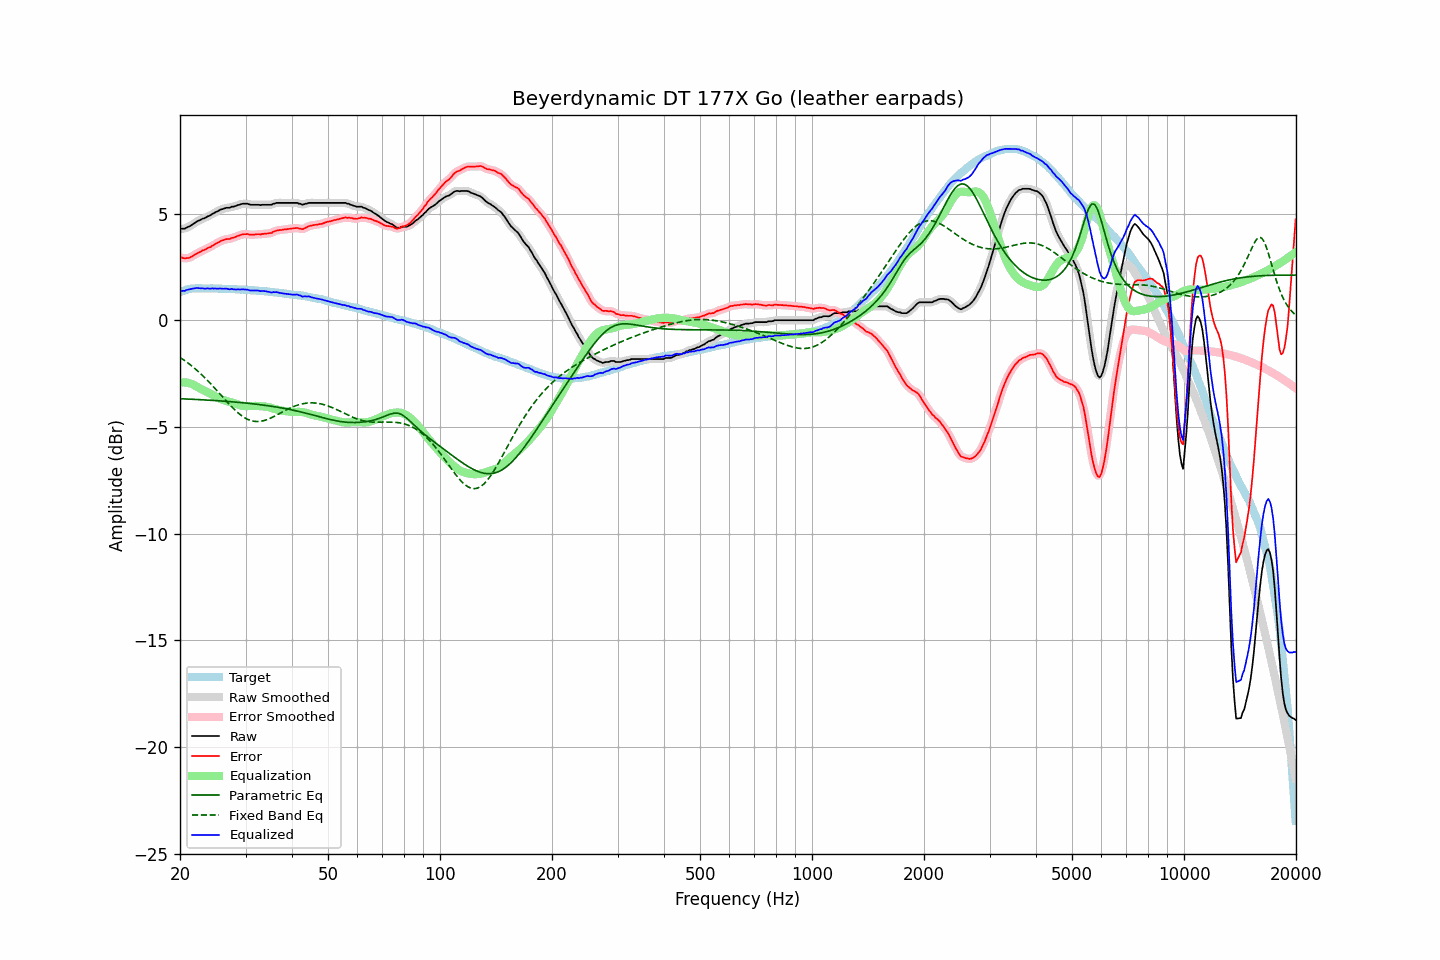 Beyerdynamic DT 177X Go (leather earpads)
Amplitude (dBr)
5
0
−5
−10
−15
−20
−25
Target
Raw Smoothed
Error Smoothed
Raw
Error
Equalization
Parametric Eq
Fixed Band Eq
Equalized
20 50 100 200 500 1000 2000 5000 10000 20000
Frequency (Hz)